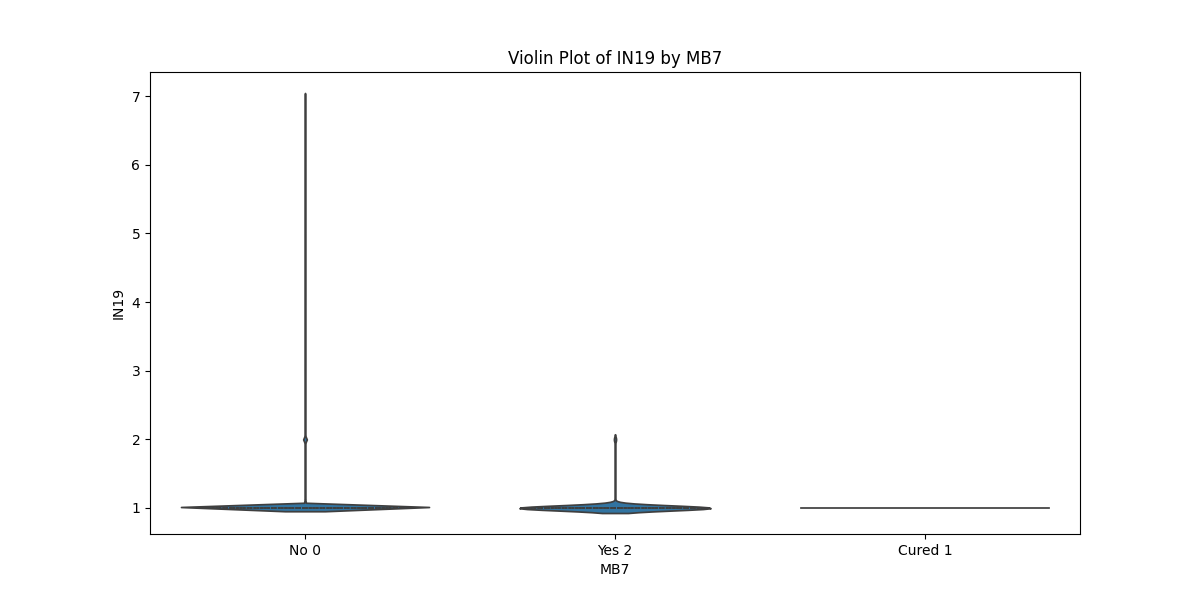 Violin Plot of IN19 by MB7
7
6
5
4
3
2
1
IN19
No 0
Yes 2
Cured 1
MB7